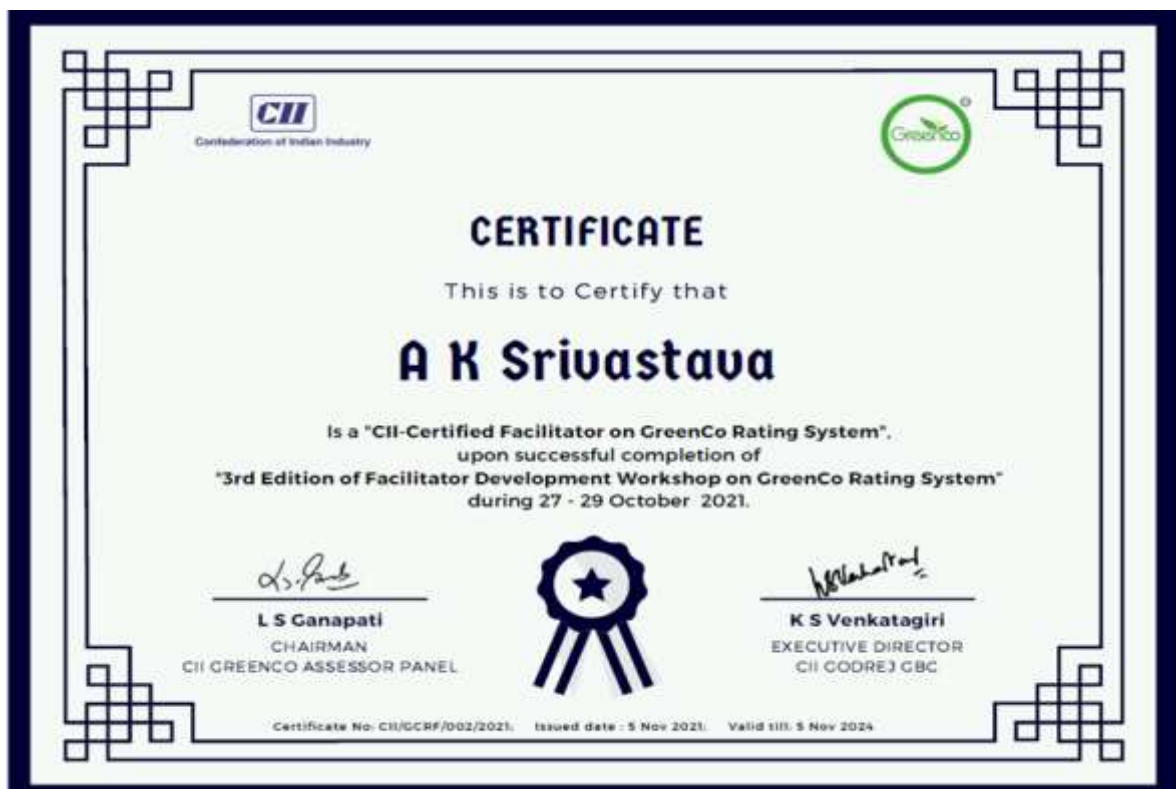 CII
Confederation of Indian Industry
GreenCo
CERTIFICATE
This is to Certify that
A K Srivastava
Is a "CII-Certified Facilitator on GreenCo Rating System",
upon successful completion of
"3rd Edition of Facilitator Development Workshop on GreenCo Rating System"
during 27 - 29 October 2021.
L S Ganapati
CHAIRMAN
CII GREENCO ASSESSOR PANEL
K S Venkatagiri
EXECUTIVE DIRECTOR
CII GODREJ GBC
Certificate No: CII/GCRF/002/2021, Issued date : 5 Nov 2021, Valid till: 5 Nov 2024